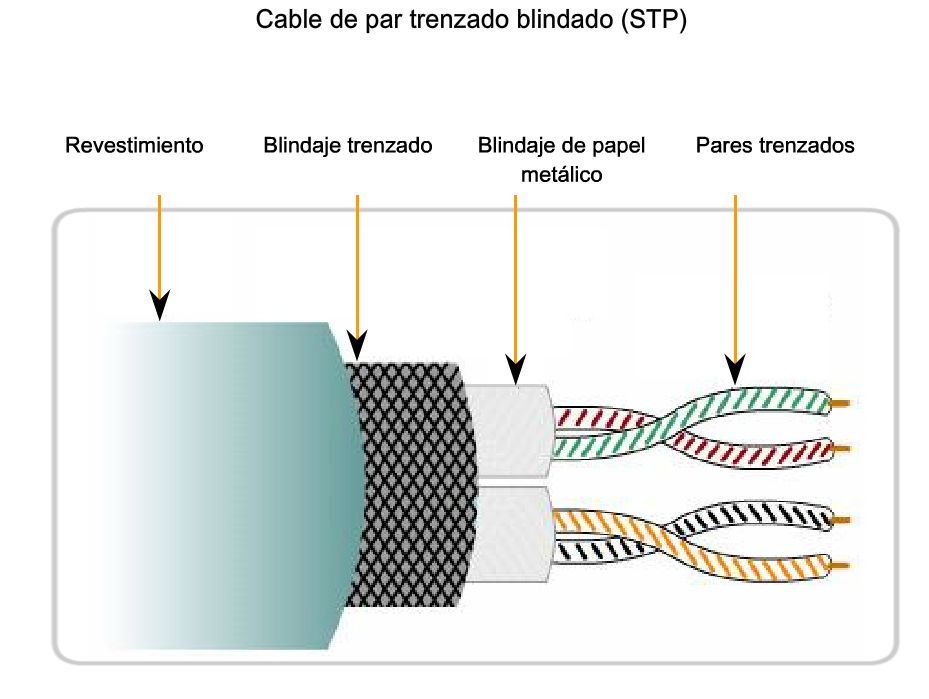 Cable de par trenzado blindado (STP)
Revestimiento
Blindaje trenzado
Blindaje de papel
metálico
Pares trenzados